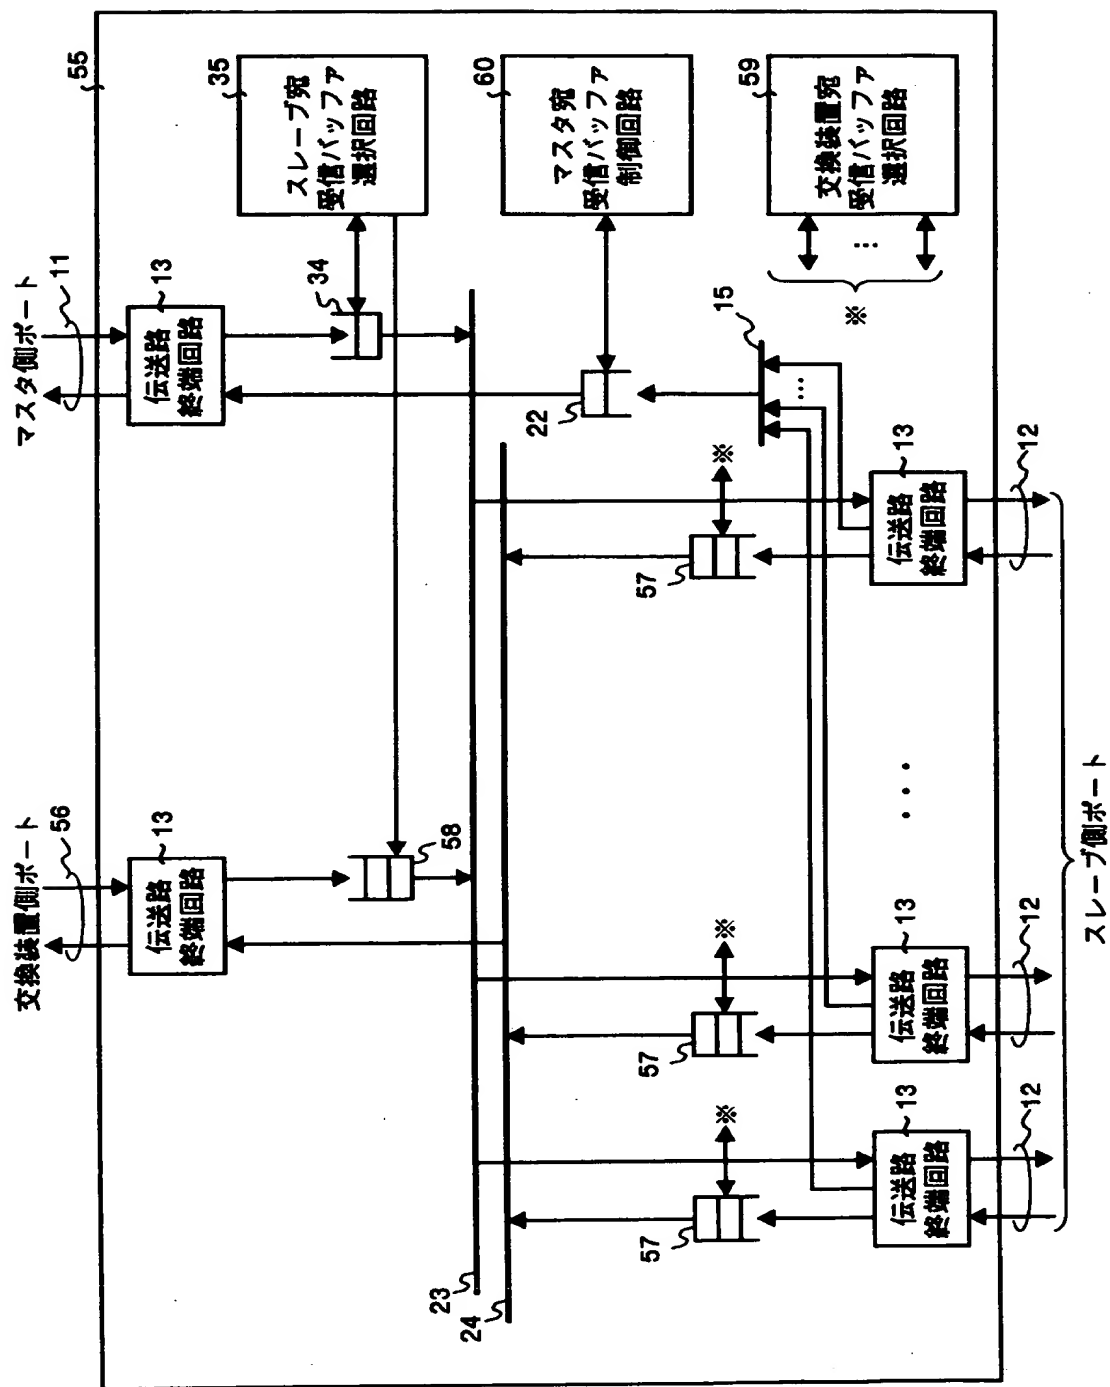 交換装置側ポート
56
マスタ側ポート
11
55
伝送路
終端回路
13
伝送路
終端回路
13
スレーブ宛
受信バッファ
選択回路
35
34
58
23
24
マスタ宛
受信バッファ
制御回路
60
22
57
※
57
※
57
※
15
…
交換装置宛
受信バッファ
選択回路
59
…
※
伝送路
終端回路
13
伝送路
終端回路
13
・・・
伝送路
終端回路
13
12
12
12
スレーブ側ポート